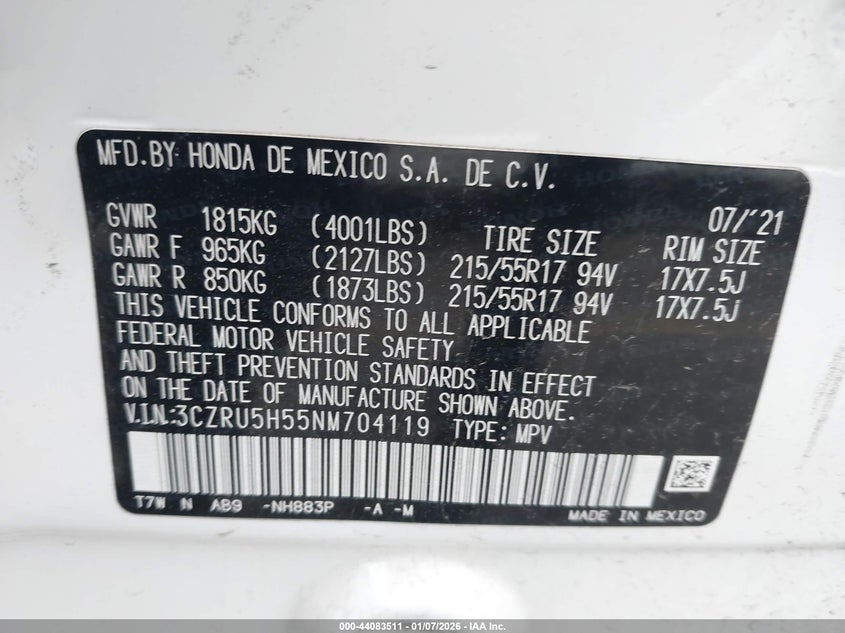 MFD.BY HONDA DE MEXICO S.A. DE C.V.
07/'21
GVWR 1815KG (4001LBS) TIRE SIZE RIM SIZE
GAWR F 965KG (2127LBS) 215/55R17 94V 17X7.5J
GAWR R 850KG (1873LBS) 215/55R17 94V 17X7.5J
THIS VEHICLE CONFORMS TO ALL APPLICABLE
FEDERAL MOTOR VEHICLE SAFETY
AND THEFT PREVENTION STANDARDS IN EFFECT
ON THE DATE OF MANUFACTURE SHOWN ABOVE.
V.I.N.:3CZRU5H55NM704119 TYPE: MPV
T7W N AB9 -NH883P -A -M
MADE IN MEXICO
000-44083511 | 01/07/2026 | IAA Inc.